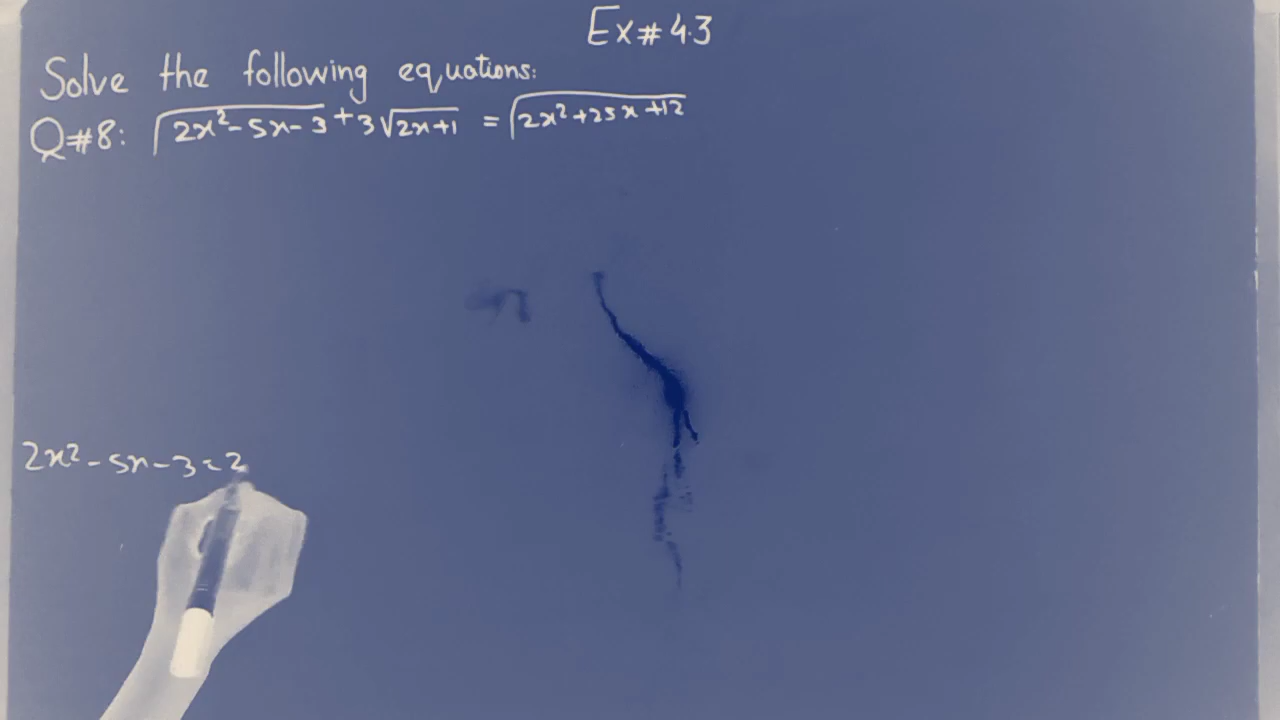 Ex#4.3
Solve the following equations:
Q#8: √2x²-5x-3 + 3√2x+1 = √2x²+25x+12
2x²-5x-3=2